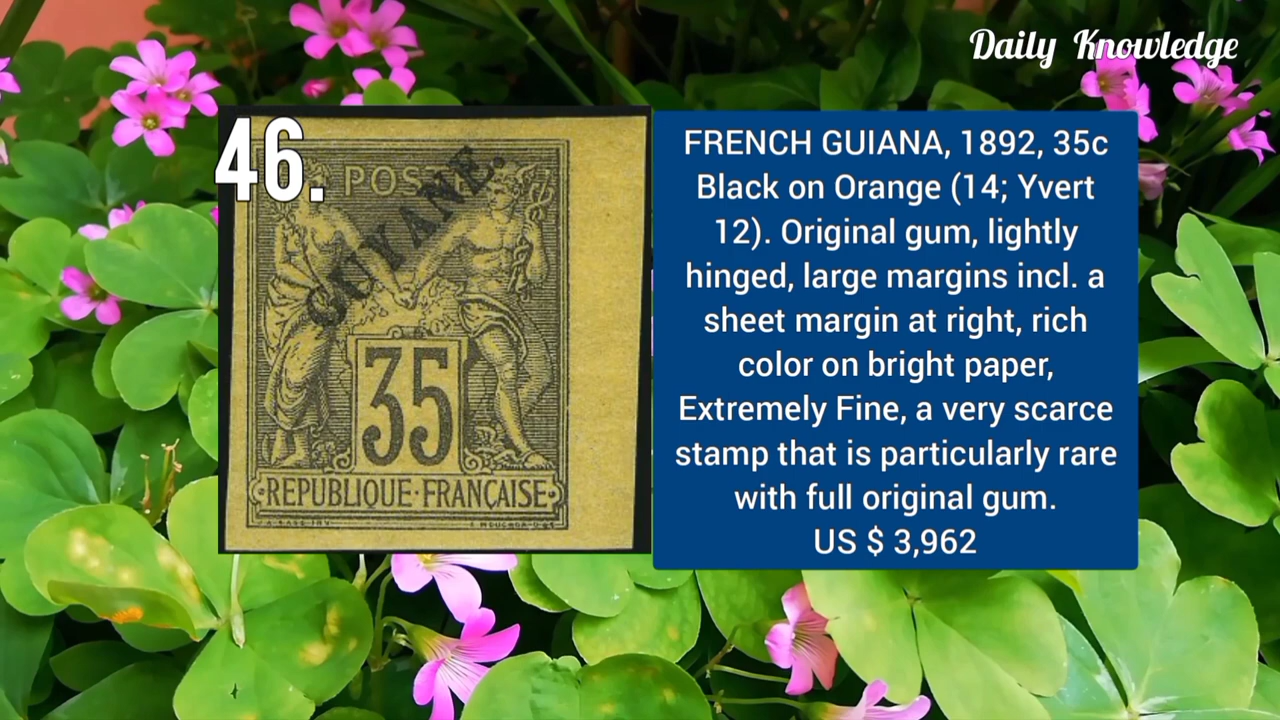 Daily Knowledge
46.
POS
GUYANE.
35
REPUBLIQUE·FRANÇAISE
FRENCH GUIANA, 1892, 35c
Black on Orange (14; Yvert
12). Original gum, lightly
hinged, large margins incl. a
sheet margin at right, rich
color on bright paper,
Extremely Fine, a very scarce
stamp that is particularly rare
with full original gum.
US $ 3,962